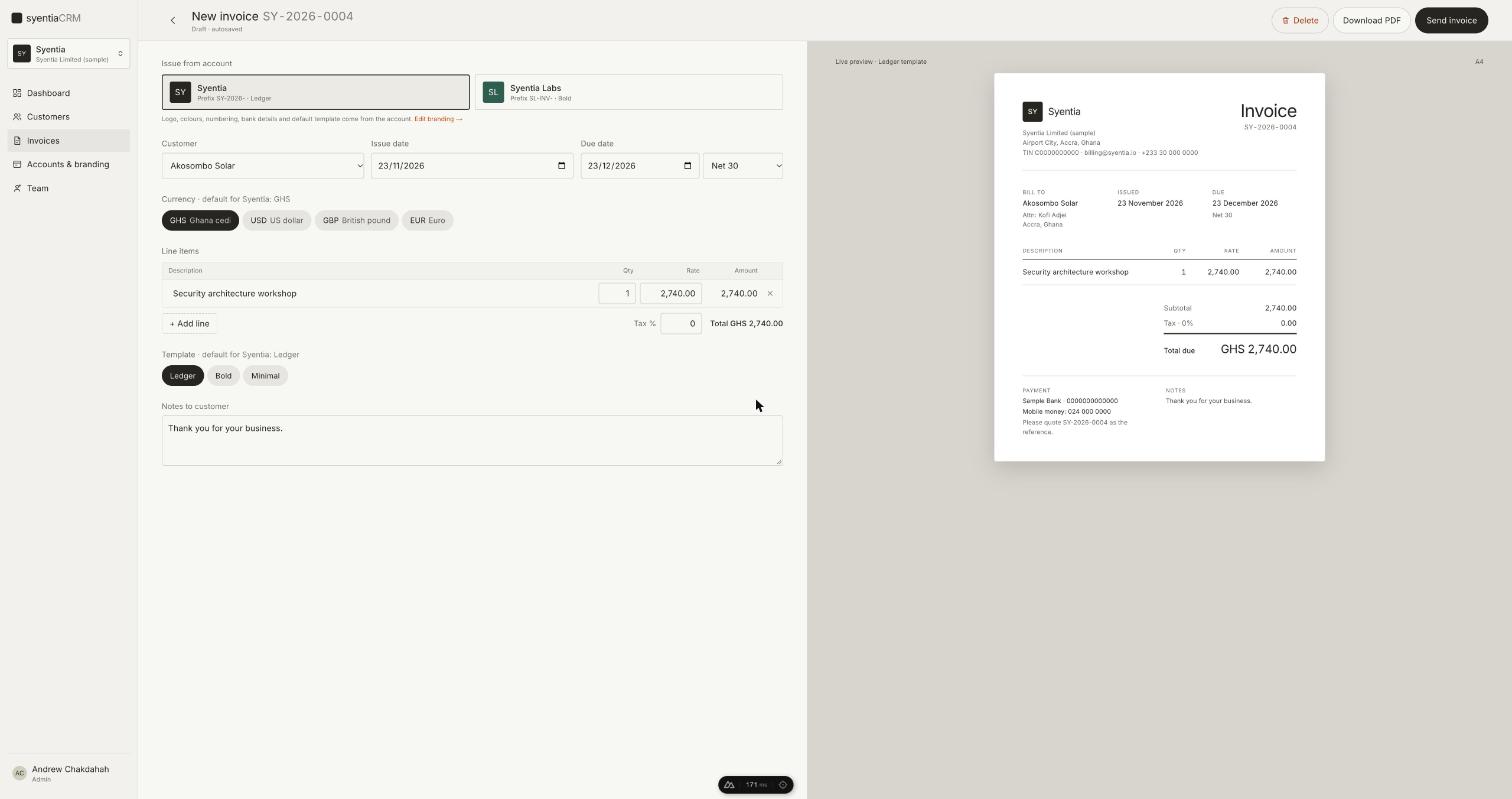 syentiaCRM
SY
Syentia
Syentia Limited (sample)
Dashboard
Customers
Invoices
Accounts & branding
Team
AC
Andrew Chakdahah
Admin
New invoice SY-2026-0004
Draft · autosaved
Delete
Download PDF
Send invoice
Issue from account
SY
Syentia
Prefix SY-2026- · Ledger
SL
Syentia Labs
Prefix SL-INV- · Bold
Logo, colours, numbering, bank details and default template come from the account. Edit branding →
Customer
Issue date
Due date
Akosombo Solar
23/11/2026
23/12/2026
Net 30
Currency · default for Syentia: GHS
GHS Ghana cedi
USD US dollar
GBP British pound
EUR Euro
Line items
Description Qty Rate Amount
Security architecture workshop 1 2,740.00 2,740.00 ×
+ Add line
Tax % 0 Total GHS 2,740.00
Template · default for Syentia: Ledger
Ledger
Bold
Minimal
Notes to customer
Thank you for your business.
171 ms
Live preview · Ledger template
A4
SY
Syentia
Invoice
SY-2026-0004
Syentia Limited (sample)
Airport City, Accra, Ghana
TIN C0000000000 · billing@syentia.io · +233 30 000 0000
BILL TO
Akosombo Solar
Attn: Kofi Adjei
Accra, Ghana
ISSUED
23 November 2026
DUE
23 December 2026
Net 30
DESCRIPTION QTY RATE AMOUNT
Security architecture workshop 1 2,740.00 2,740.00
Subtotal 2,740.00
Tax · 0% 0.00
Total due GHS 2,740.00
PAYMENT
Sample Bank · 0000000000000
Mobile money: 024 000 0000
Please quote SY-2026-0004 as the
reference.
NOTES
Thank you for your business.